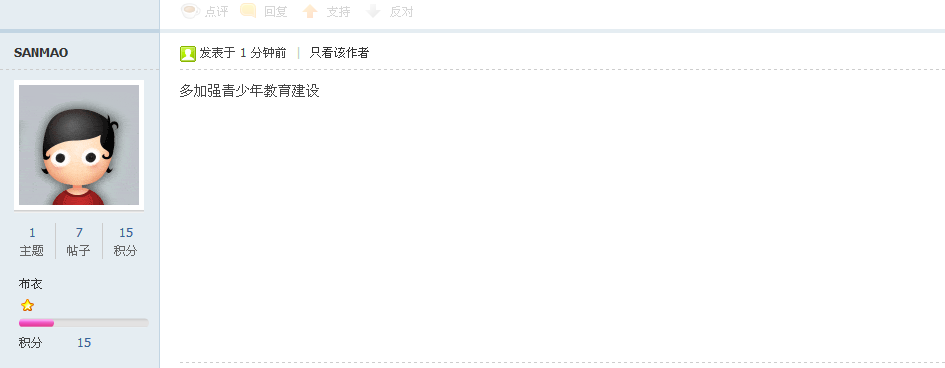 点评 回复 支持 反对
SANMAO
发表于 1 分钟前 | 只看该作者
多加强青少年教育建设
1 7 15
主题 帖子 积分
布衣
积分 15